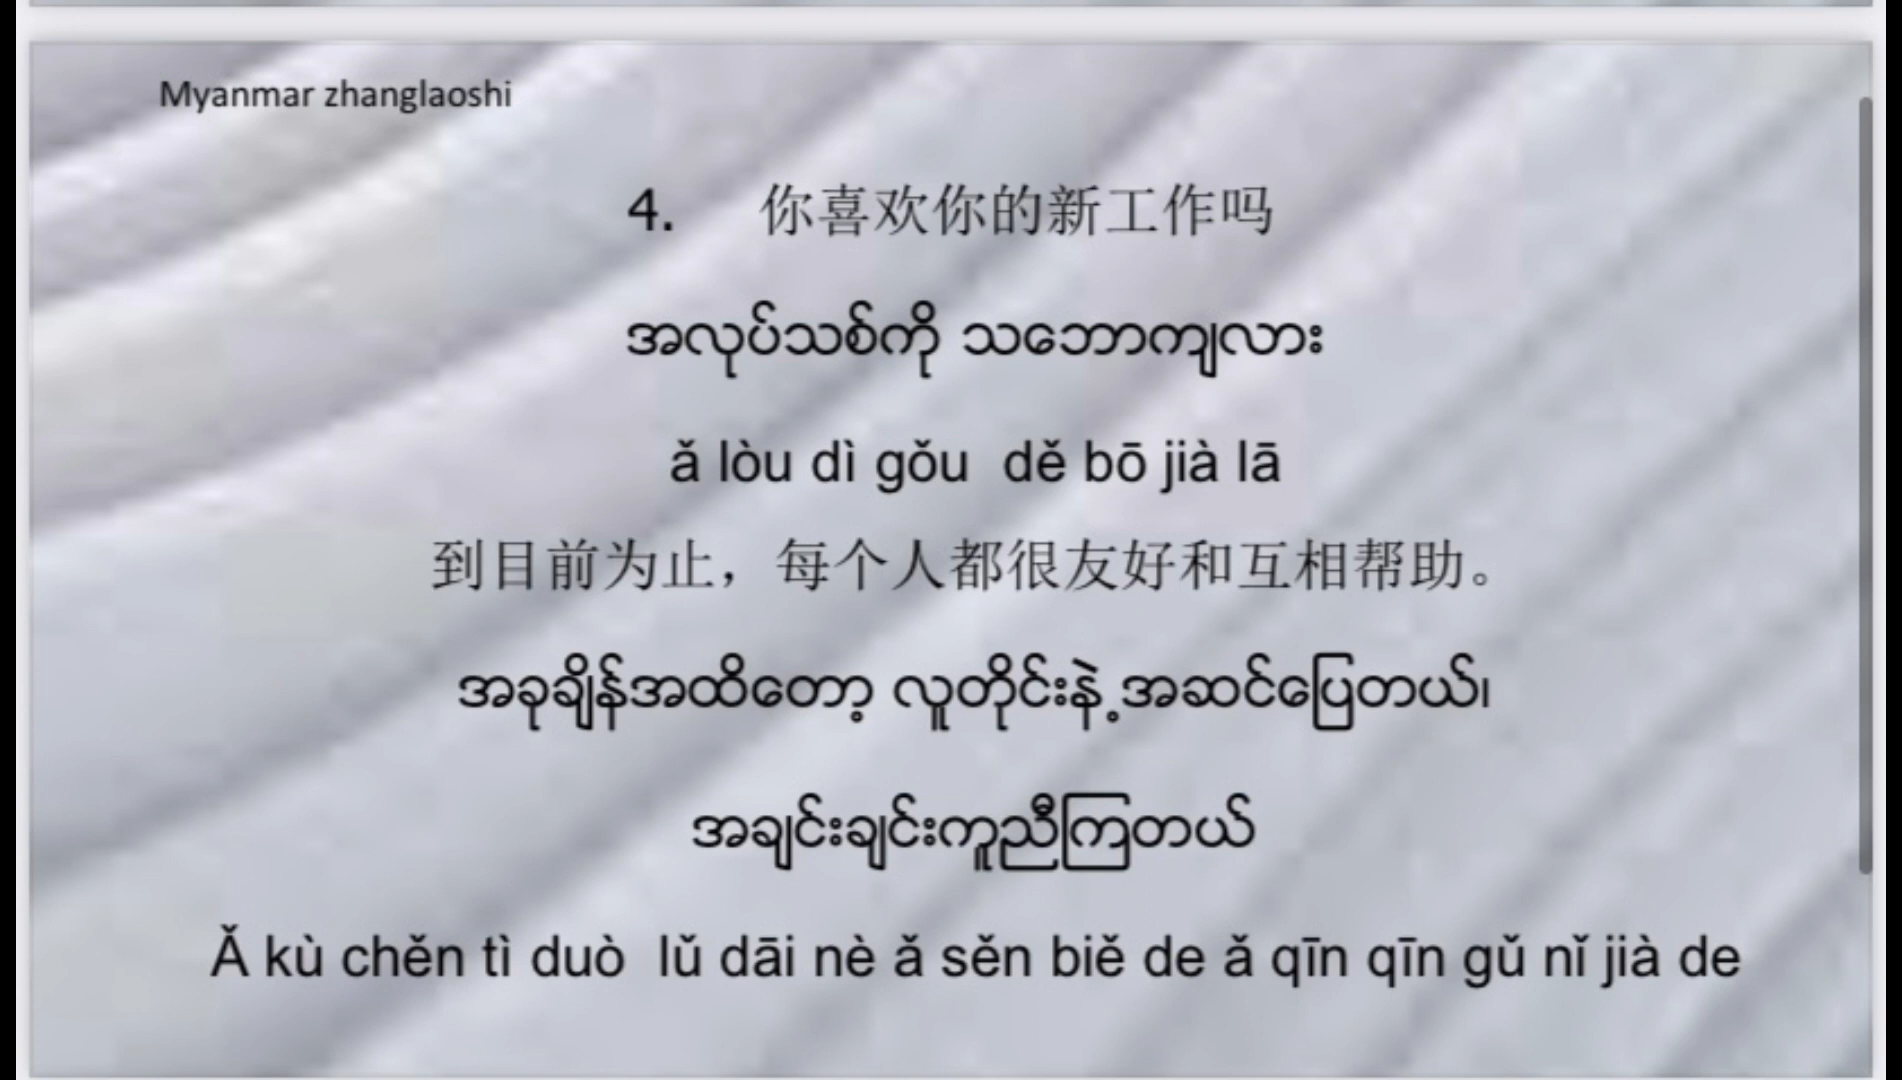 Myanmar zhanglaoshi
4. 你喜欢你的新工作吗
အလုပ်သစ်ကို သဘောကျလား
ǎ lòu dì gǒu dě bō jià lā
到目前为止，每个人都很友好和互相帮助。
အခုချိန်အထိတော့ လူတိုင်းနဲ့အဆင်ပြေတယ်၊
အချင်းချင်းကူညီကြတယ်
Ǎ kù chěn tì duò lǔ dāi nè ǎ sěn biě de ǎ qīn qīn gǔ nǐ jià de